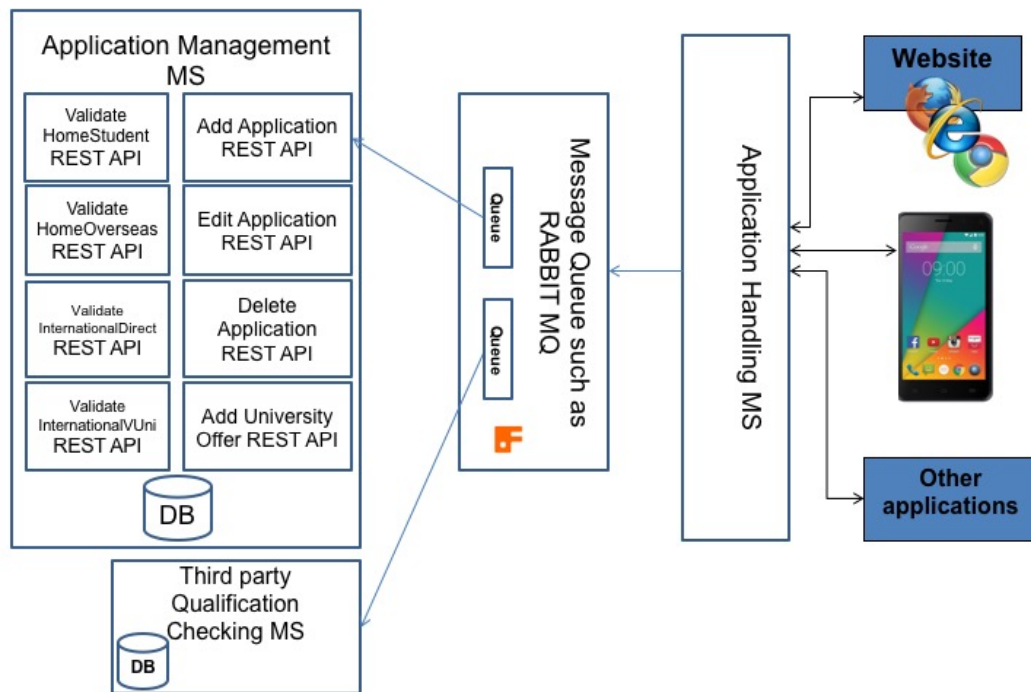 Application Management
MS
Validate
HomeStudent
REST API
Add Application
REST API
Validate
HomeOverseas
REST API
Edit Application
REST API
Validate
InternationalDirect
REST API
Delete
Application
REST API
Validate
InternationalVUni
REST API
Add University
Offer REST API
DB
Third party
Qualification
Checking MS
DB
Queue
Queue
Message Queue such as
RABBIT MQ
Application Handling MS
Website
Google
09:00
Other
applications